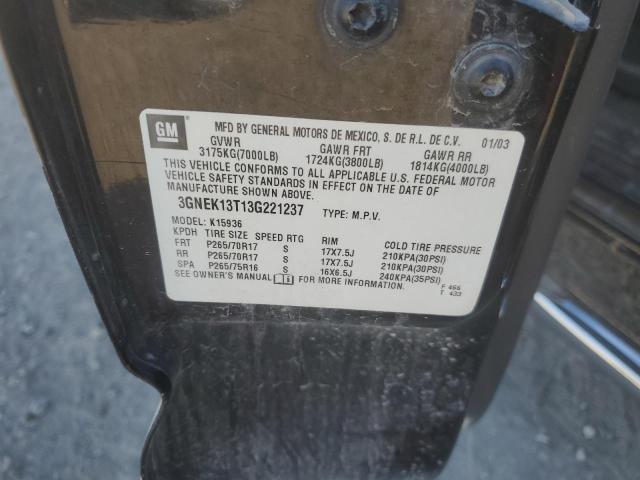 GM
MFD BY GENERAL MOTORS DE MEXICO, S. DE R.L. DE C.V. 01/03
GVWR GAWR FRT GAWR RR
3175KG(7000LB) 1724KG(3800LB) 1814KG(4000LB)
THIS VEHICLE CONFORMS TO ALL APPLICABLE U.S. FEDERAL MOTOR
VEHICLE SAFETY STANDARDS IN EFFECT ON THE DATE OF
MANUFACTURE SHOWN ABOVE.
3GNEK13T13G221237 TYPE: M.P.V.
MODEL: K15936
KPDH TIRE SIZE SPEED RTG RIM COLD TIRE PRESSURE
FRT P265/70R17 S 17X7.5J 210KPA(30PSI)
RR P265/70R17 S 17X7.5J 210KPA(30PSI)
SPA P265/75R16 S 16X6.5J 240KPA(35PSI)
SEE OWNER'S MANUAL FOR MORE INFORMATION.
F 466
T 433